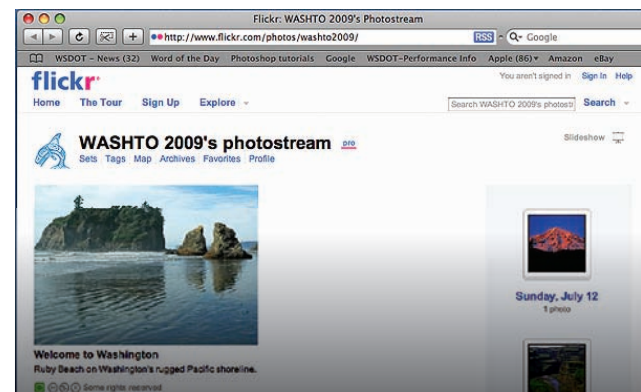 Flickr: WASHTO 2009's Photostream
http://www.flickr.com/photos/washto2009/
RSS
Google
WSDOT – News (32) Word of the Day Photoshop tutorials Google WSDOT–Performance Info Apple (86) Amazon eBay
flickr
You aren't signed in Sign In Help
Home The Tour Sign Up Explore
Search WASHTO 2009's photost Search
WASHTO 2009's photostream pro
Slideshow
Sets Tags Map Archives Favorites Profile
Sunday, July 12
1 photo
Welcome to Washington
Ruby Beach on Washington's rugged Pacific shoreline.
Some rights reserved